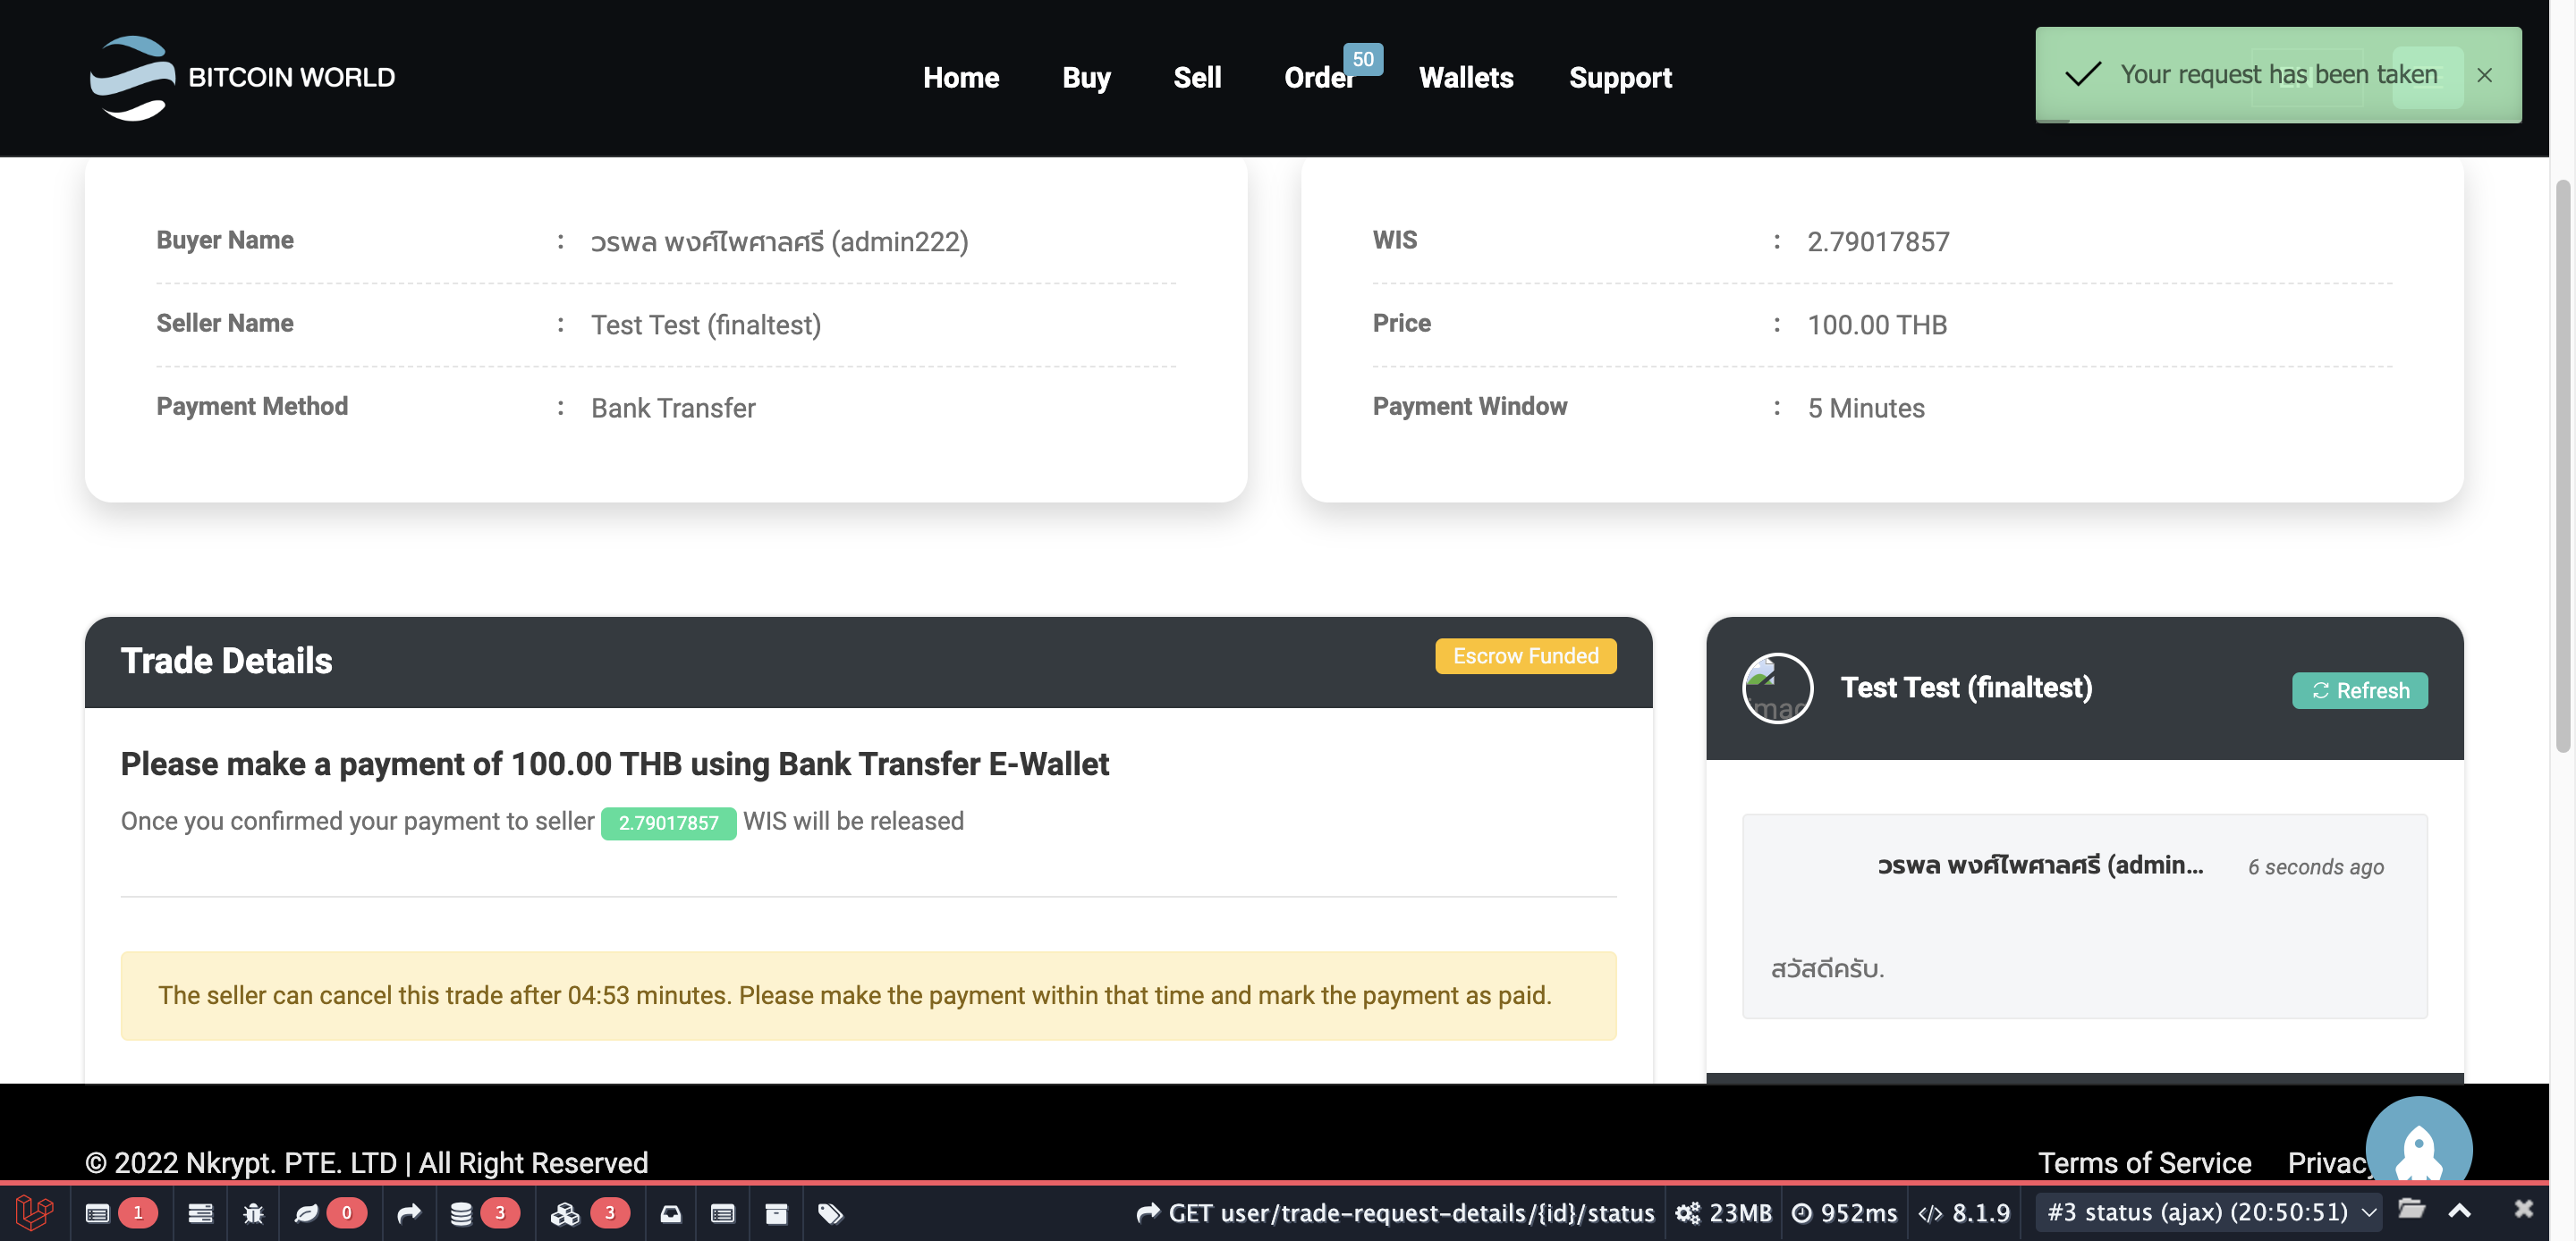 BITCOIN WORLD
Home
Buy
Sell
Order
50
Wallets
Support
Your request has been taken
Buyer Name : วรพล พงศ์ไพศาลศรี (admin222)
Seller Name : Test Test (finaltest)
Payment Method : Bank Transfer
WIS : 2.79017857
Price : 100.00 THB
Payment Window : 5 Minutes
Trade Details
Escrow Funded
Please make a payment of 100.00 THB using Bank Transfer E-Wallet
Once you confirmed your payment to seller 2.79017857 WIS will be released
The seller can cancel this trade after 04:53 minutes. Please make the payment within that time and mark the payment as paid.
Test Test (finaltest)
Refresh
วรพล พงศ์ไพศาลศรี (admin...
6 seconds ago
สวัสดีครับ.
© 2022 Nkrypt. PTE. LTD | All Right Reserved
Terms of Service
Privacy
1
0
3
3
GET user/trade-request-details/{id}/status
23MB
952ms
8.1.9
#3 status (ajax) (20:50:51)